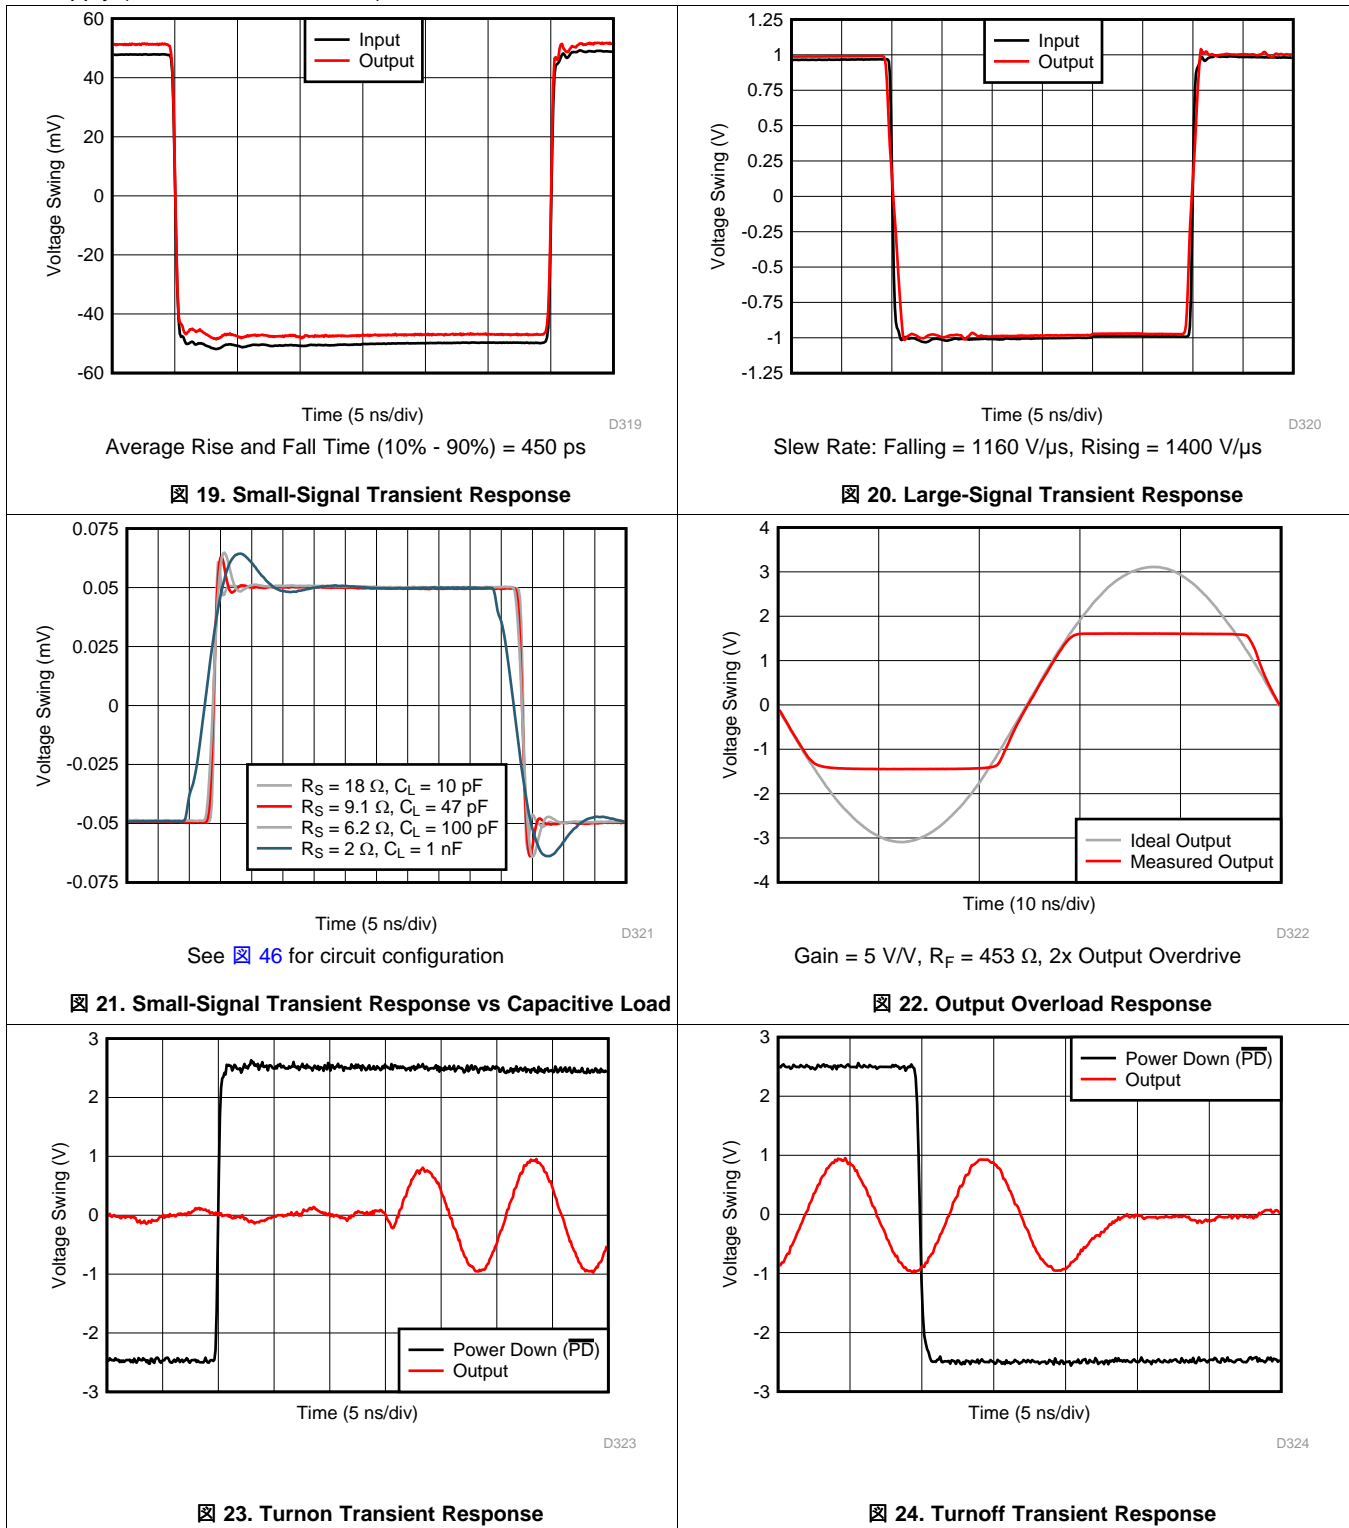 60
40
20
0
-20
-40
-60
Voltage Swing (mV)
Input
Output
Time (5 ns/div)
D319
Average Rise and Fall Time (10% - 90%) = 450 ps
図 19. Small-Signal Transient Response
1.25
1
0.75
0.5
0.25
0
-0.25
-0.5
-0.75
-1
-1.25
Voltage Swing (V)
Input
Output
Time (5 ns/div)
D320
Slew Rate: Falling = 1160 V/µs, Rising = 1400 V/µs
図 20. Large-Signal Transient Response
0.075
0.05
0.025
0
-0.025
-0.05
-0.075
Voltage Swing (mV)
RS = 18 Ω, CL = 10 pF
RS = 9.1 Ω, CL = 47 pF
RS = 6.2 Ω, CL = 100 pF
RS = 2 Ω, CL = 1 nF
Time (5 ns/div)
D321
See 図 46 for circuit configuration
図 21. Small-Signal Transient Response vs Capacitive Load
4
3
2
1
0
-1
-2
-3
-4
Voltage Swing (V)
Ideal Output
Measured Output
Time (10 ns/div)
D322
Gain = 5 V/V, RF = 453 Ω, 2x Output Overdrive
図 22. Output Overload Response
3
2
1
0
-1
-2
-3
Voltage Swing (V)
Power Down (PD)
Output
Time (5 ns/div)
D323
図 23. Turnon Transient Response
3
2
1
0
-1
-2
-3
Voltage Swing (V)
Power Down (PD)
Output
Time (5 ns/div)
D324
図 24. Turnoff Transient Response